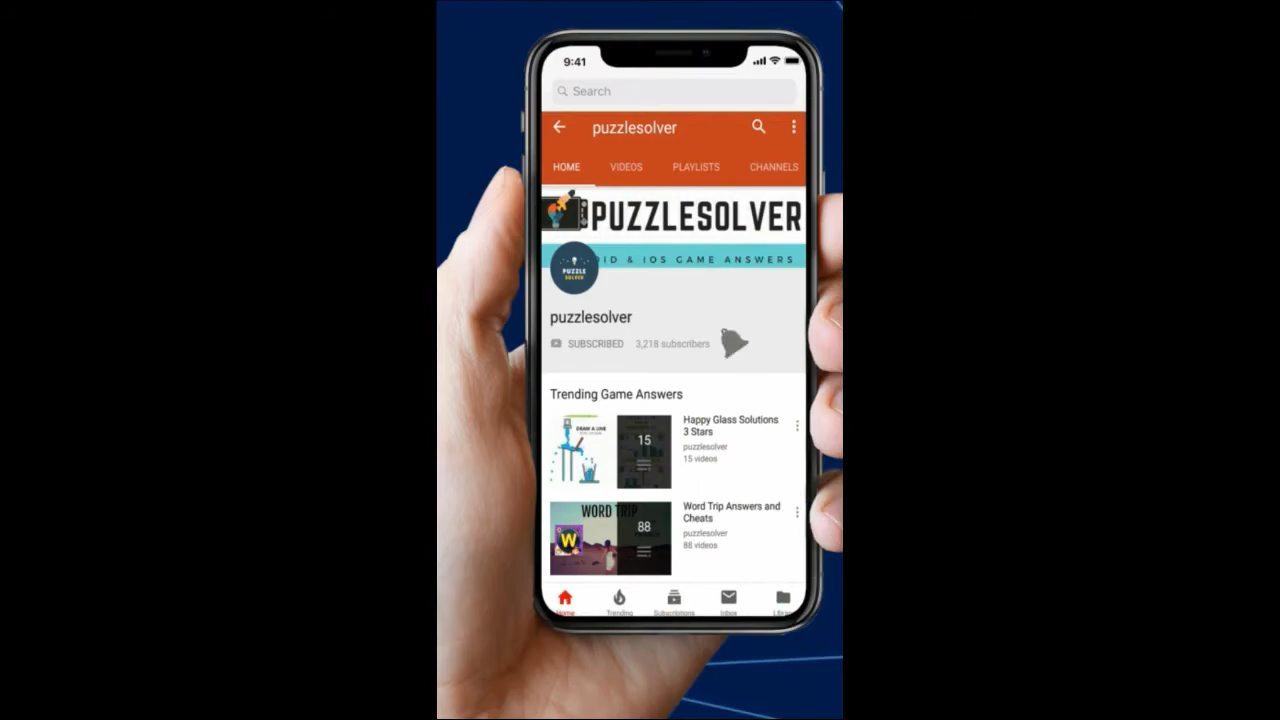 9:41
Search
puzzlesolver
HOME VIDEOS PLAYLISTS CHANNELS
PUZZLESOLVER
ID & IOS GAME ANSWERS
PUZZLE
SOLVER
puzzlesolver
SUBSCRIBED 3,218 subscribers
Trending Game Answers
DRAW A LINE
15
Happy Glass Solutions
3 Stars
puzzlesolver
15 videos
WORD TRIP
W
88
Word Trip Answers and
Cheats
puzzlesolver
88 videos
Home Trending Subscriptions Inbox